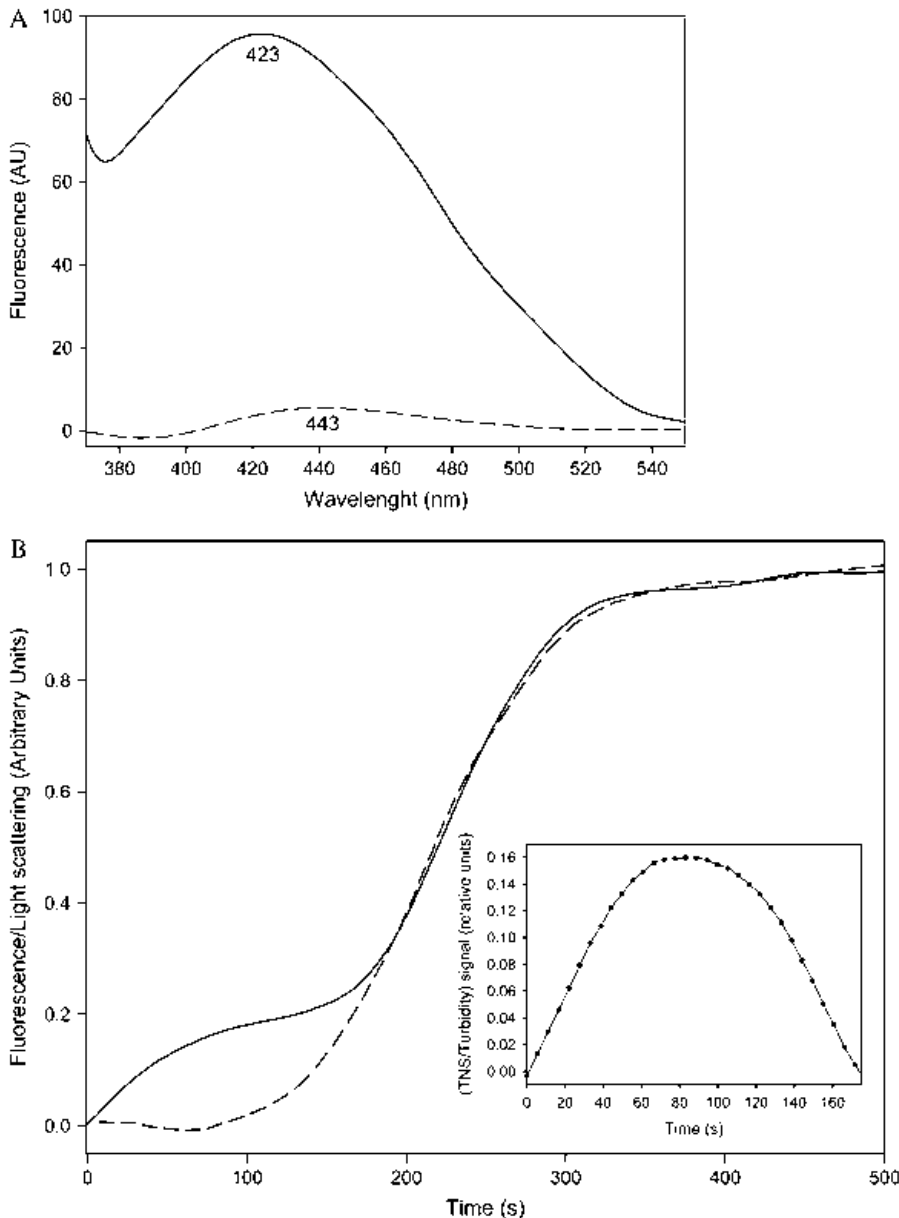 A
100
80
60
40
20
0
Fluorescence (AU)
423
443
380 400 420 440 460 480 500 520 540
Wavelenght (nm)
B
1.0
0.8
0.6
0.4
0.2
0.0
Fluorescence/Light scattering (Arbitrary Units)
0 100 200 300 400 500
Time (s)
0.16
0.14
0.12
0.10
0.08
0.06
0.04
0.02
0.00
(TNS/Turbidity) signal (relative units)
0 20 40 60 80 100 120 140 160
Time (s)